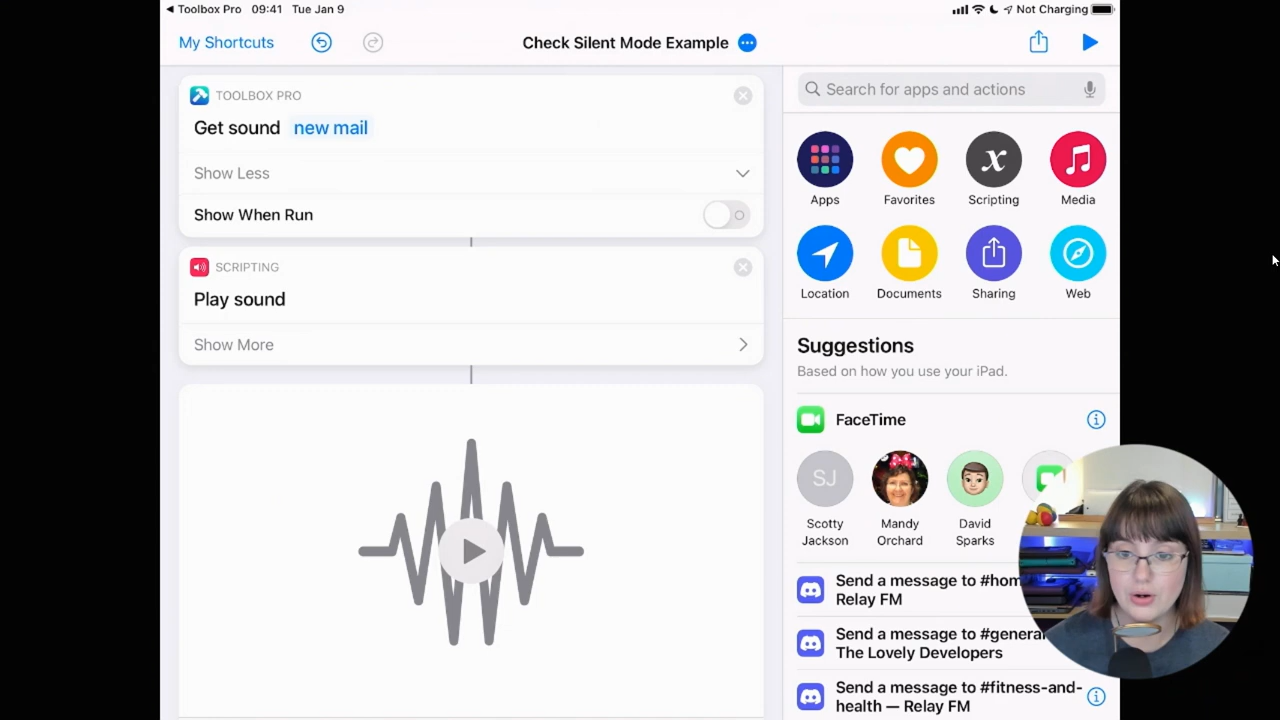 Toolbox Pro 09:41 Tue Jan 9
Not Charging
My Shortcuts
Check Silent Mode Example
TOOLBOX PRO
Get sound new mail
Show Less
Show When Run
SCRIPTING
Play sound
Show More
Search for apps and actions
Apps Favorites Scripting Media
Location Documents Sharing Web
Suggestions
Based on how you use your iPad.
FaceTime
SJ
Scotty Jackson
Mandy Orchard
David Sparks
Send a message to #hom
Relay FM
Send a message to #general
The Lovely Developers
Send a message to #fitness-and-
health — Relay FM